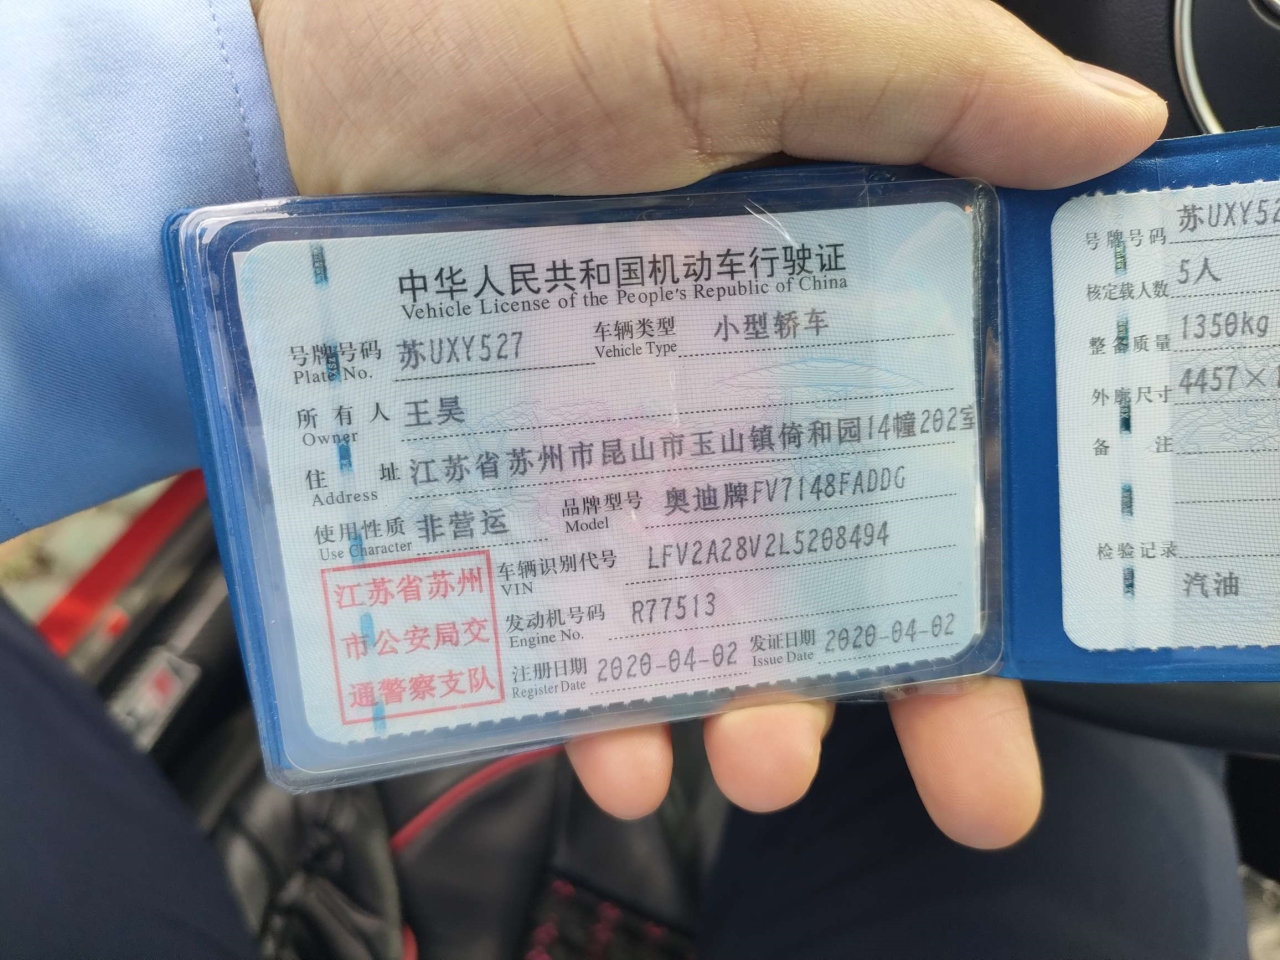 中华人民共和国机动车行驶证
Vehicle License of the People's Republic of China
号牌号码 苏UXY527 车辆类型 小型轿车
Plate No. Vehicle Type
所有人 王昊
Owner
住址 江苏省苏州市昆山市玉山镇倚和园14幢202室
Address
使用性质 非营运 品牌型号 奥迪牌FV7148FADDG
Use Character Model
江苏省苏州
市公安局交
通警察支队
车辆识别代号 LFV2A28V2L5208494
VIN
发动机号码 R77513
Engine No.
注册日期 2020-04-02 发证日期 2020-04-02
Register Date Issue Date
号牌号码 苏UXY52
核定载人数 5人
整备质量 1350kg
外廓尺寸 4457×1
备注
检验记录
汽油